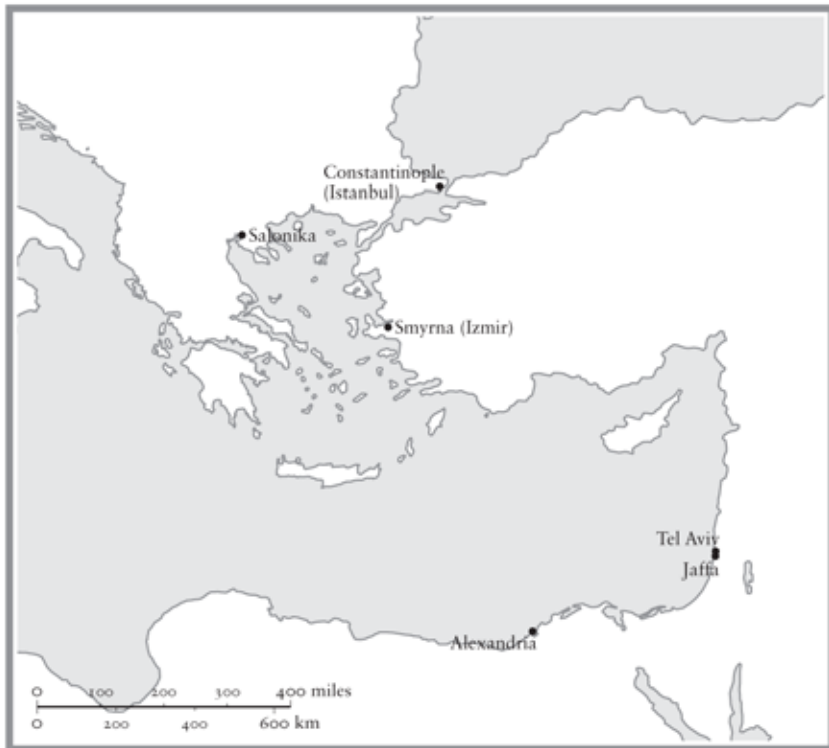 Constantinople
(Istanbul)
Salonika
Smyrna (Izmir)
Tel Aviv
Jaffa
Alexandria
0 100 200 300 400 miles
0 200 400 600 km